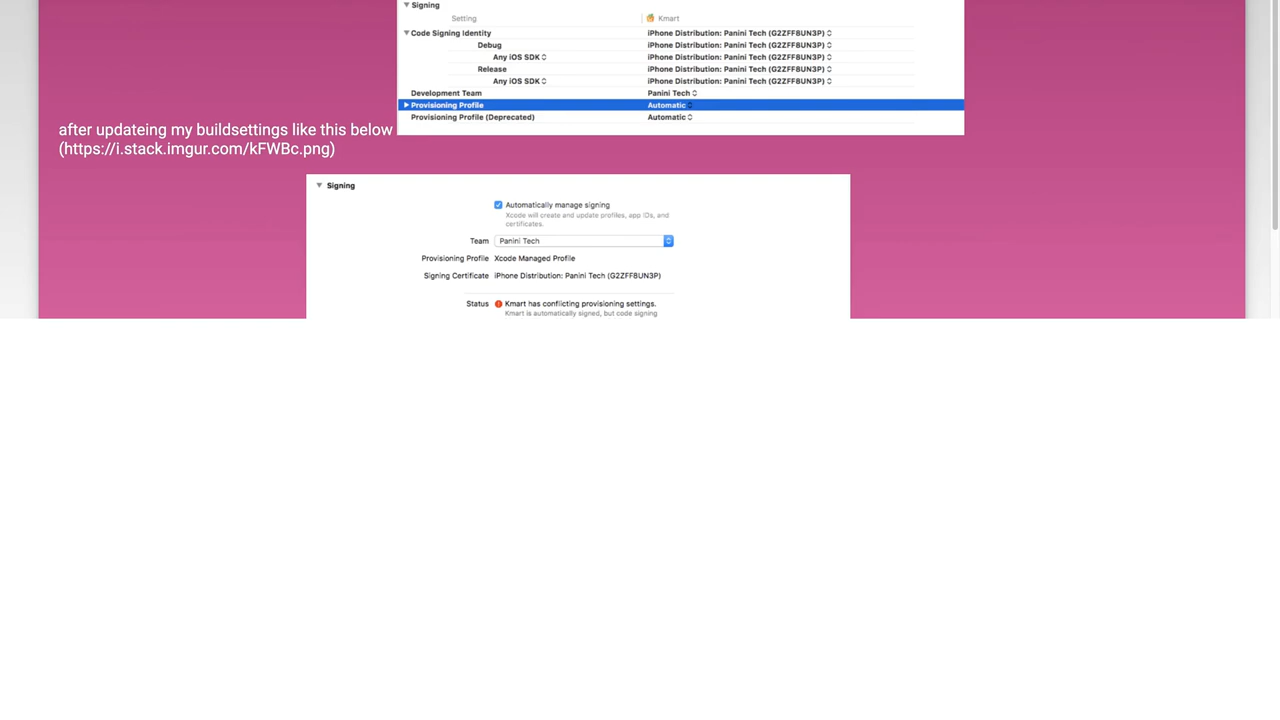 Signing
Setting Kmart
Code Signing Identity iPhone Distribution: Panini Tech (G2ZFF8UN3P)
Debug iPhone Distribution: Panini Tech (G2ZFF8UN3P)
Any iOS SDK iPhone Distribution: Panini Tech (G2ZFF8UN3P)
Release iPhone Distribution: Panini Tech (G2ZFF8UN3P)
Any iOS SDK iPhone Distribution: Panini Tech (G2ZFF8UN3P)
Development Team Panini Tech
Provisioning Profile Automatic
Provisioning Profile (Deprecated) Automatic
after updateing my buildsettings like this below
(https://i.stack.imgur.com/kFWBc.png)
Signing
Automatically manage signing
Xcode will create and update profiles, app IDs, and
certificates.
Team Panini Tech
Provisioning Profile Xcode Managed Profile
Signing Certificate iPhone Distribution: Panini Tech (G2ZFF8UN3P)
Status Kmart has conflicting provisioning settings.
Kmart is automatically signed, but code signing